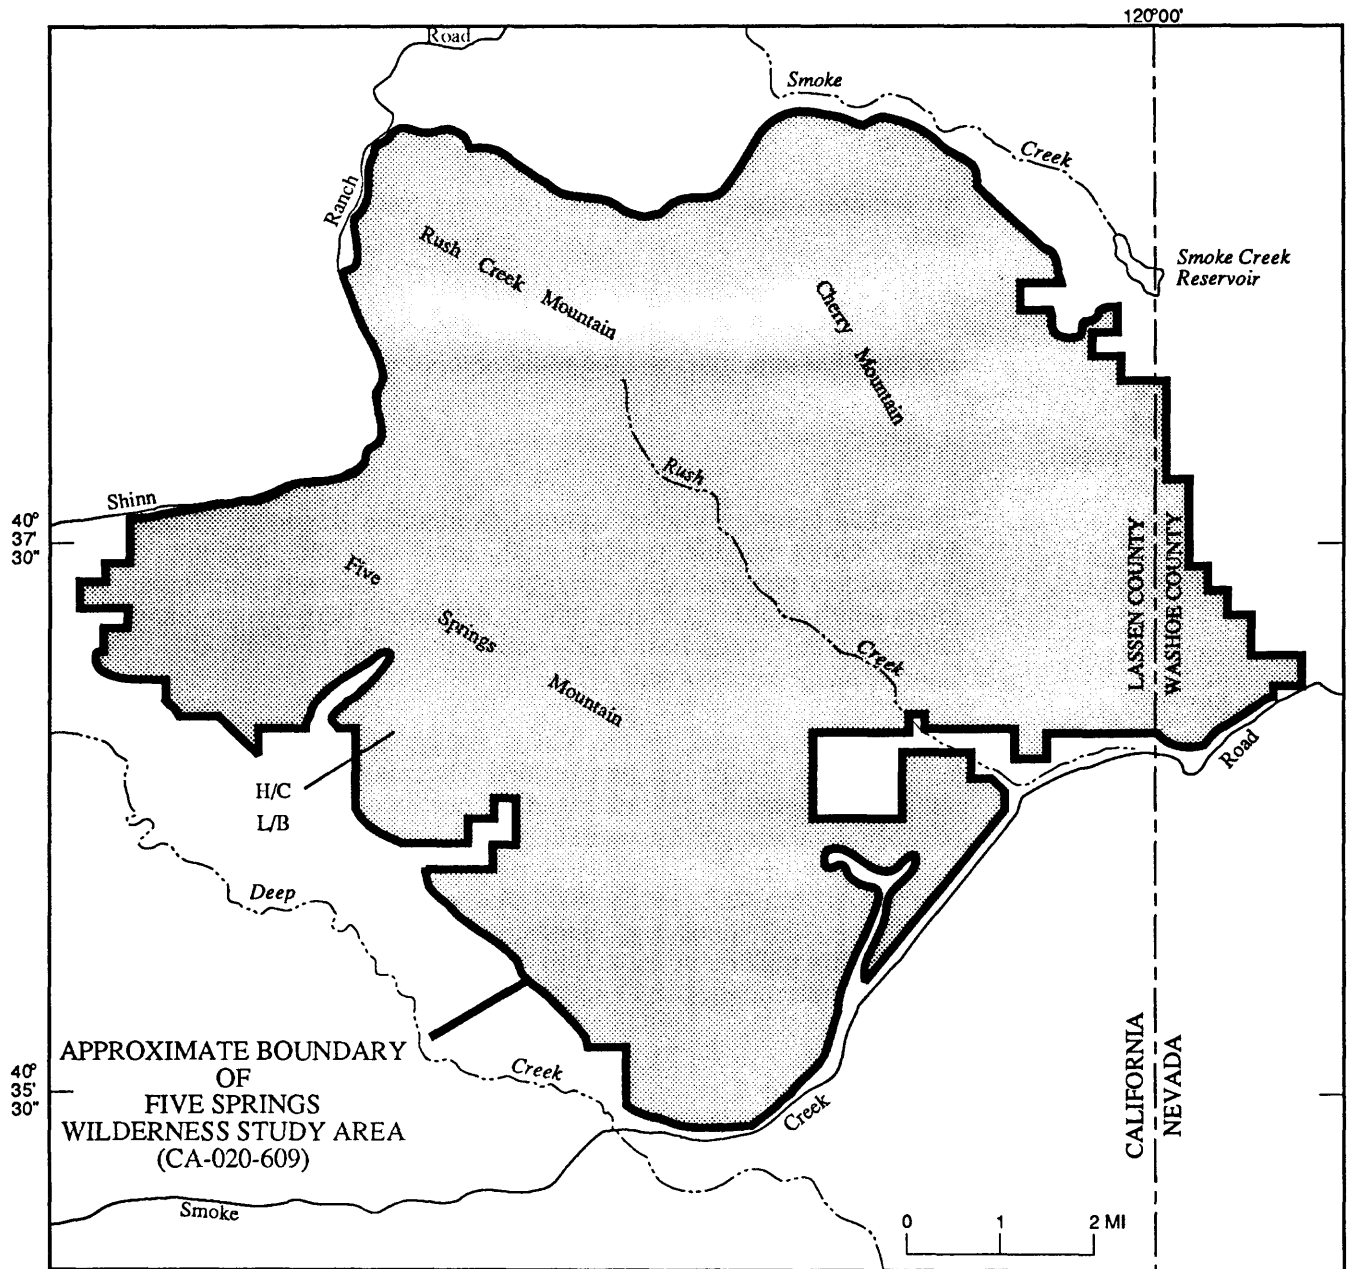 120°00'
Road
Smoke
Creek
Ranch
Rush Creek Mountain
Smoke Creek
Reservoir
Cherry Mountain
Rush
Shinn
40°
37'
30"
LASSEN COUNTY
WASHOE COUNTY
Five Springs Mountain
Creek
Road
H/C
L/B
Deep
APPROXIMATE BOUNDARY
OF
FIVE SPRINGS
WILDERNESS STUDY AREA
(CA-020-609)
40°
35'
30"
Creek
Creek
CALIFORNIA
NEVADA
Smoke
0 1 2 MI